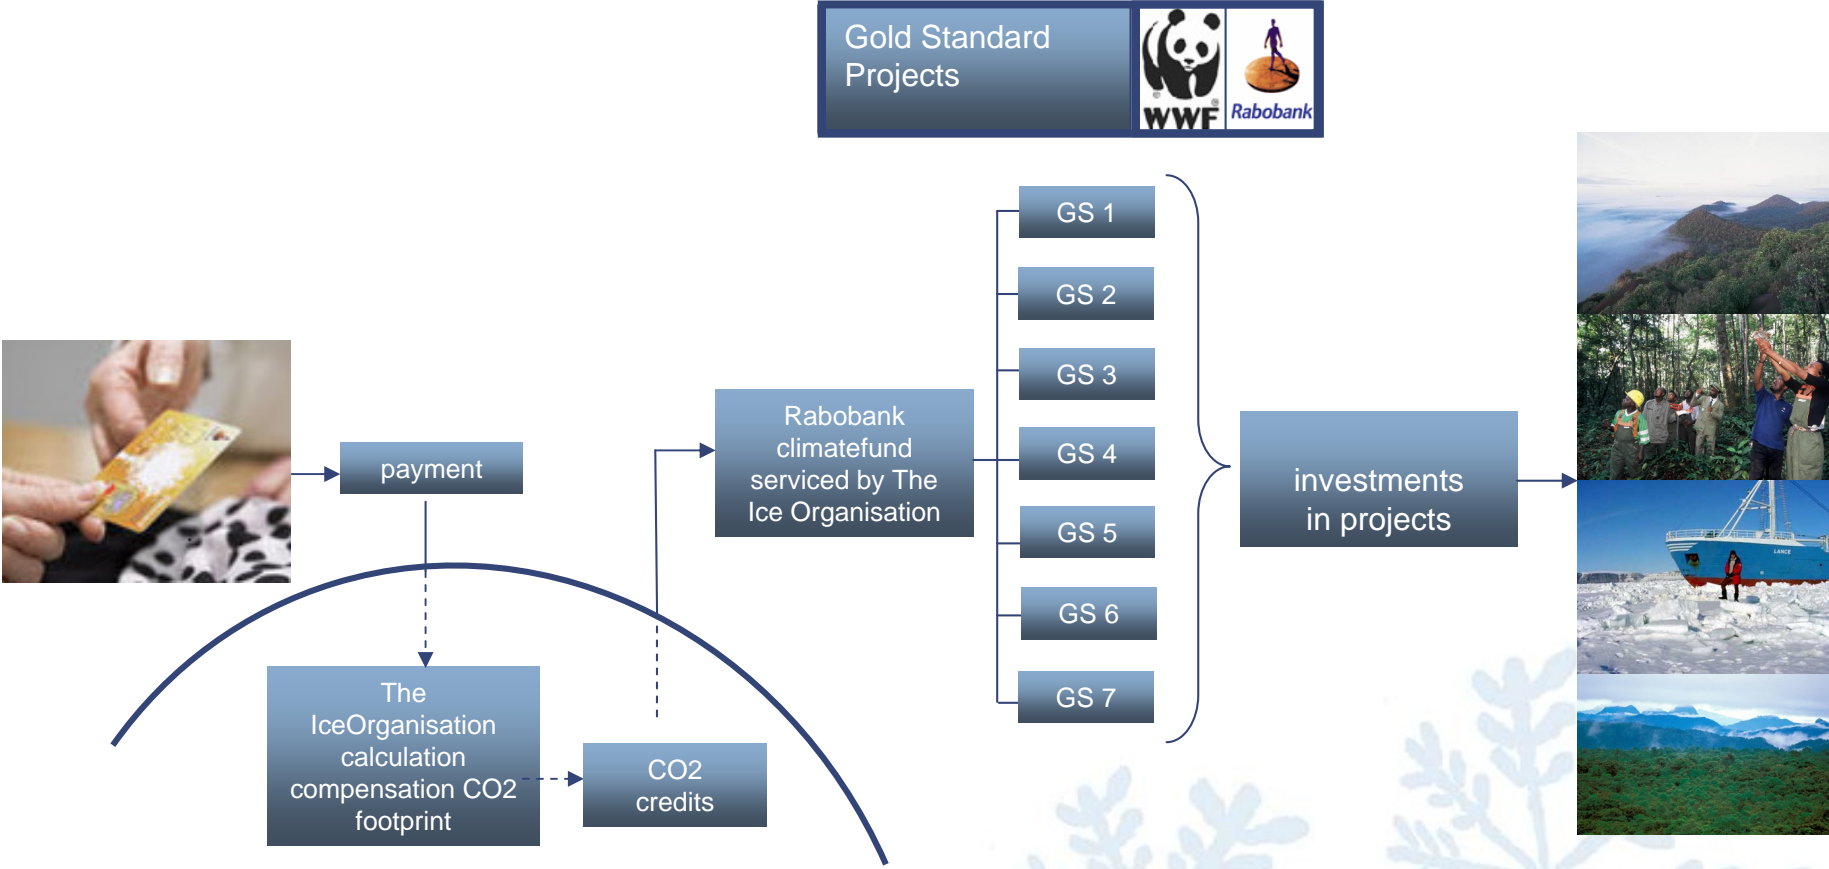 Gold Standard
Projects
WWF
Rabobank
GS 1
GS 2
GS 3
GS 4
GS 5
GS 6
GS 7
payment
Rabobank
climatefund
serviced by The
Ice Organisation
investments
in projects
LANCE
The
IceOrganisation
calculation
compensation CO2
footprint
CO2
credits